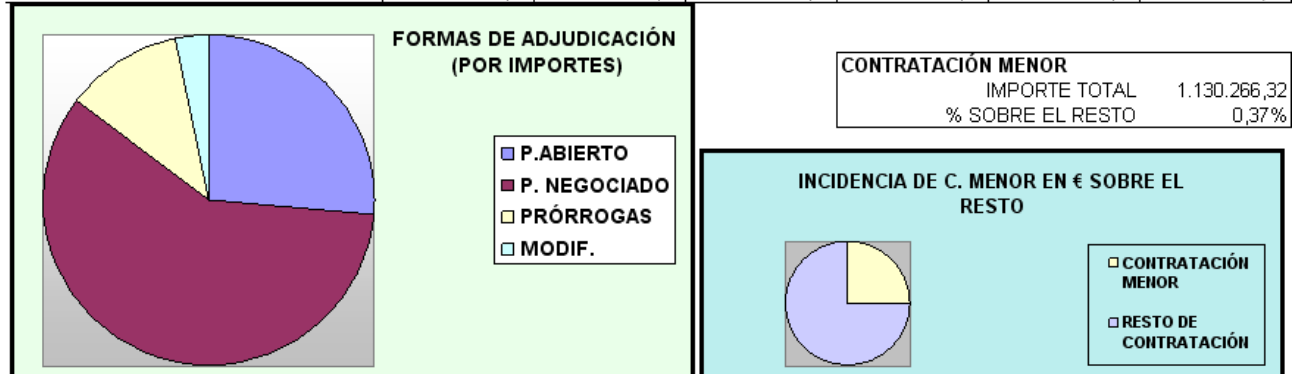 FORMAS DE ADJUDICACIÓN
(POR IMPORTES)
P.ABIERTO
P. NEGOCIADO
PRÓRROGAS
MODIF.
CONTRATACIÓN MENOR
IMPORTE TOTAL 1.130.266,32
% SOBRE EL RESTO 0,37%
INCIDENCIA DE C. MENOR EN € SOBRE EL
RESTO
CONTRATACIÓN
MENOR
RESTO DE
CONTRATACIÓN